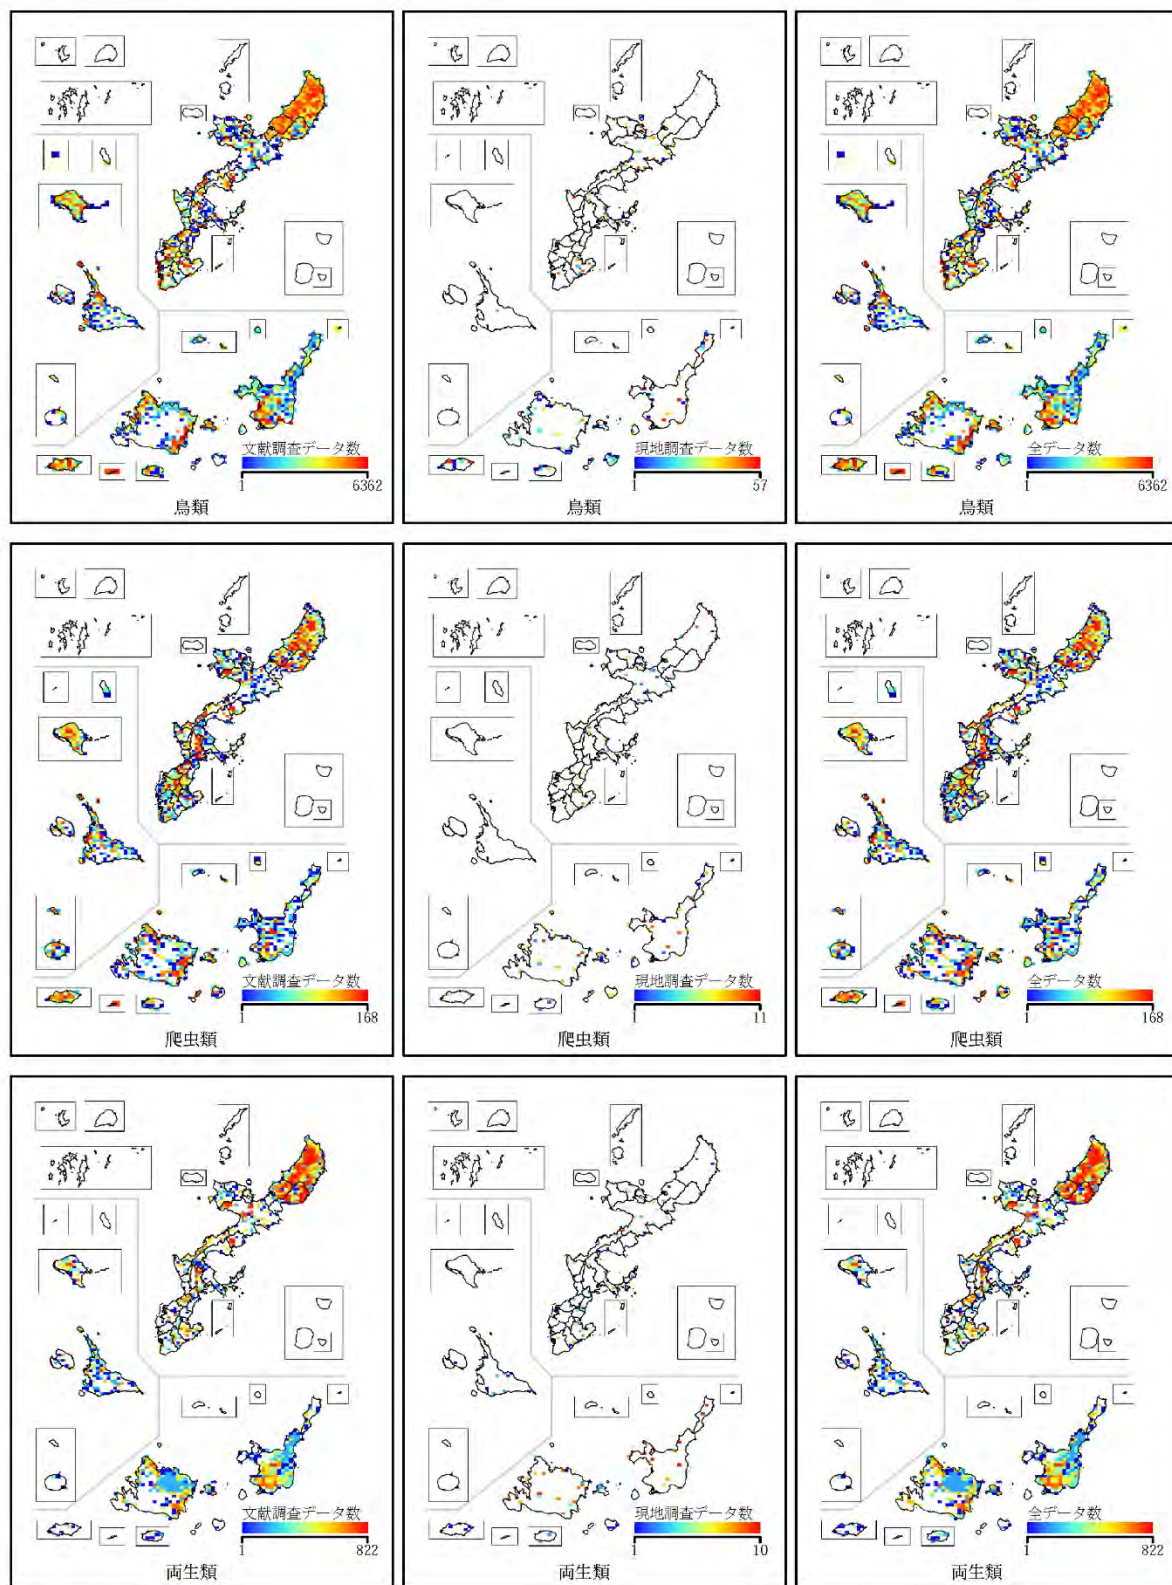 文献調査データ数
1 6362
鳥類
現地調査データ数
1 57
鳥類
全データ数
1 6362
鳥類
文献調査データ数
1 168
爬虫類
現地調査データ数
1 11
爬虫類
全データ数
1 168
爬虫類
文献調査データ数
1 822
両生類
現地調査データ数
1 10
両生類
全データ数
1 822
両生類